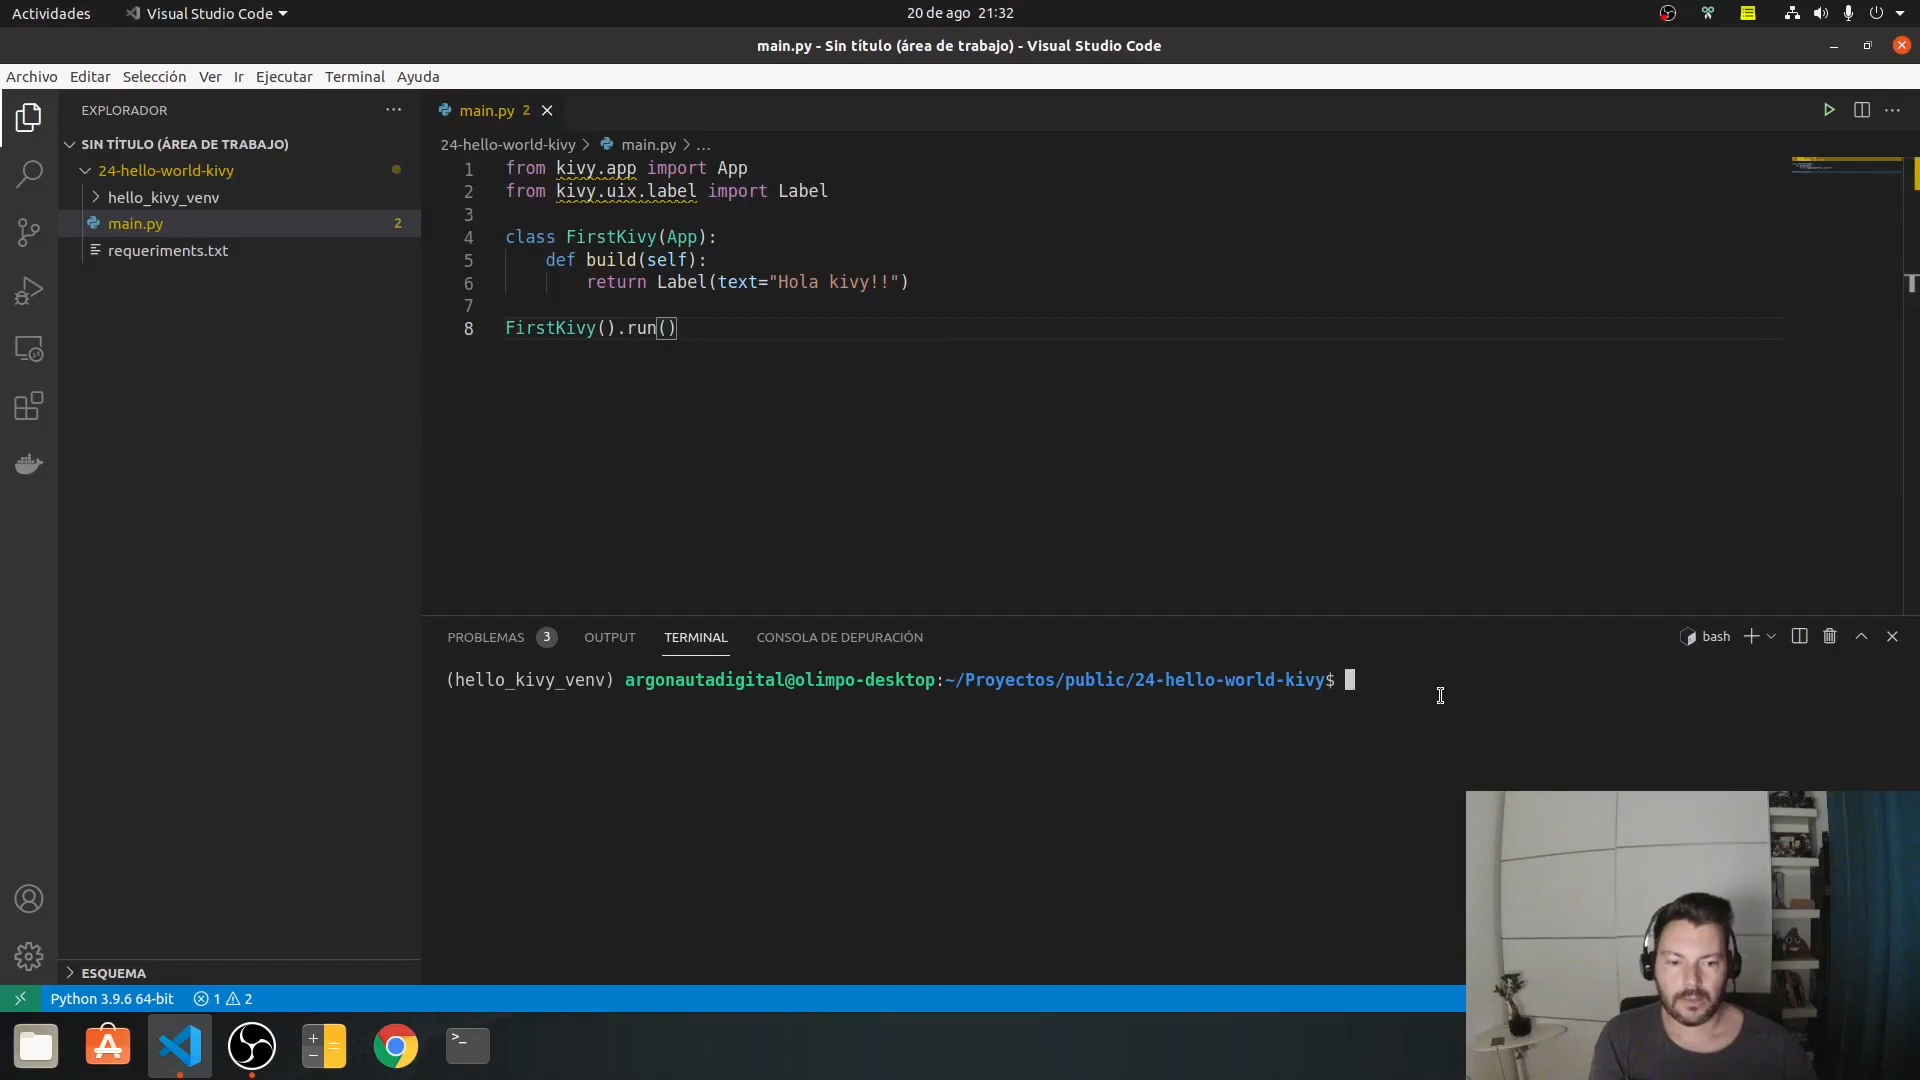 Actividades
Visual Studio Code
20 de ago 21:32
main.py - Sin título (área de trabajo) - Visual Studio Code
Archivo Editar Selección Ver Ir Ejecutar Terminal Ayuda
EXPLORADOR
SIN TÍTULO (ÁREA DE TRABAJO)
24-hello-world-kivy
hello_kivy_venv
main.py 2
requeriments.txt
ESQUEMA
main.py 2
24-hello-world-kivy > main.py > ...
1 from kivy.app import App
2 from kivy.uix.label import Label
3
4 class FirstKivy(App):
5 def build(self):
6 return Label(text="Hola kivy!!")
7
8 FirstKivy().run()
PROBLEMAS 3 OUTPUT TERMINAL CONSOLA DE DEPURACIÓN
bash
(hello_kivy_venv) argonautadigital@olimpo-desktop:~/Proyectos/public/24-hello-world-kivy$
Python 3.9.6 64-bit 1 2